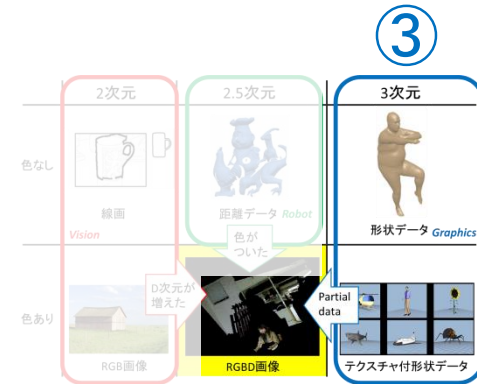 ③
2次元
2.5次元
3次元
色なし
線画
Vision
距離データ Robot
形状データ Graphics
色が
ついた
色あり
D次元が
増えた
Partial
data
RGB画像
RGBD画像
テクスチャ付形状データ